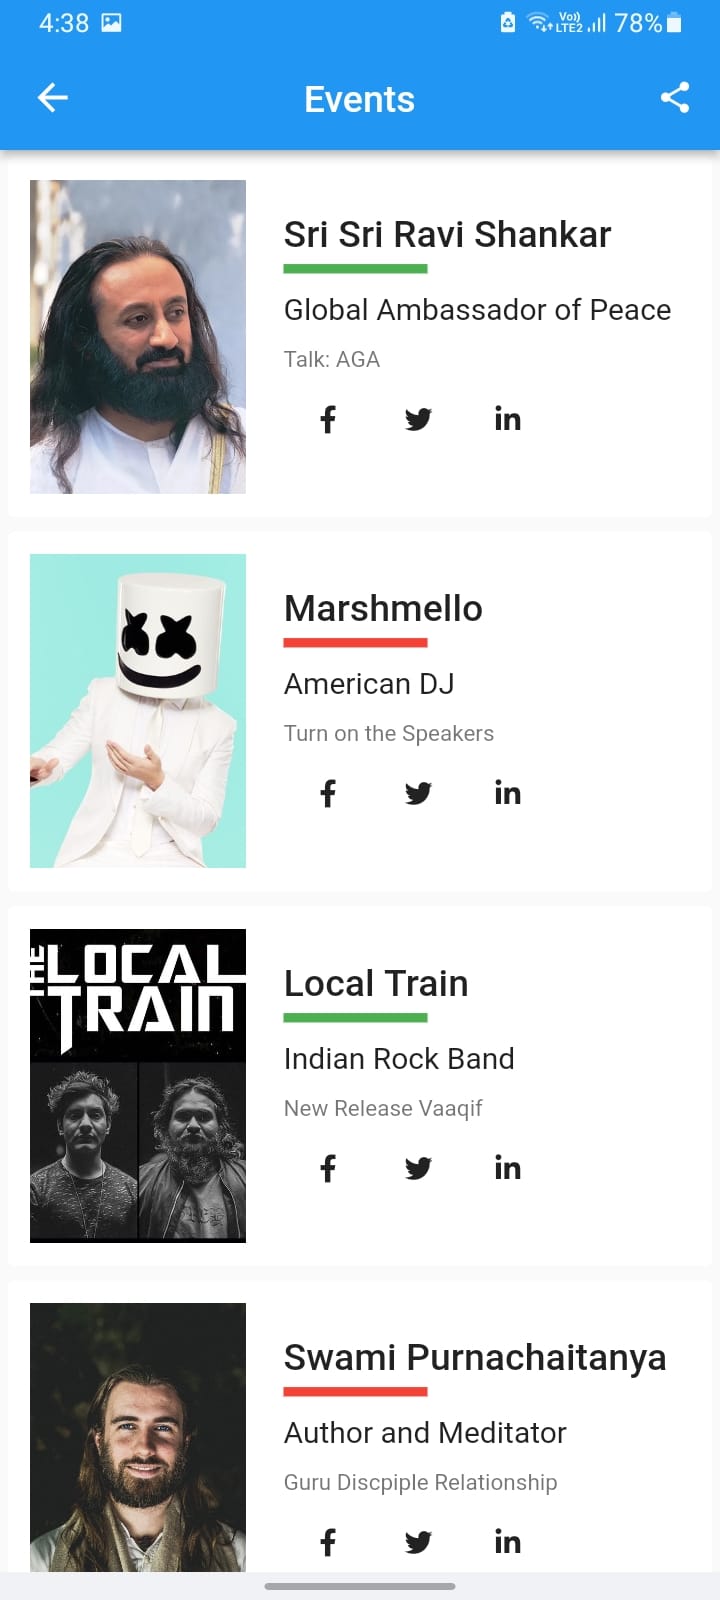 4:38
Vo)) LTE2 78%
Events
Sri Sri Ravi Shankar
Global Ambassador of Peace
Talk: AGA
f in
Marshmello
American DJ
Turn on the Speakers
f in
THE LOCAL
TRAIN
Local Train
Indian Rock Band
New Release Vaaqif
f in
Swami Purnachaitanya
Author and Meditator
Guru Discpiple Relationship
f in